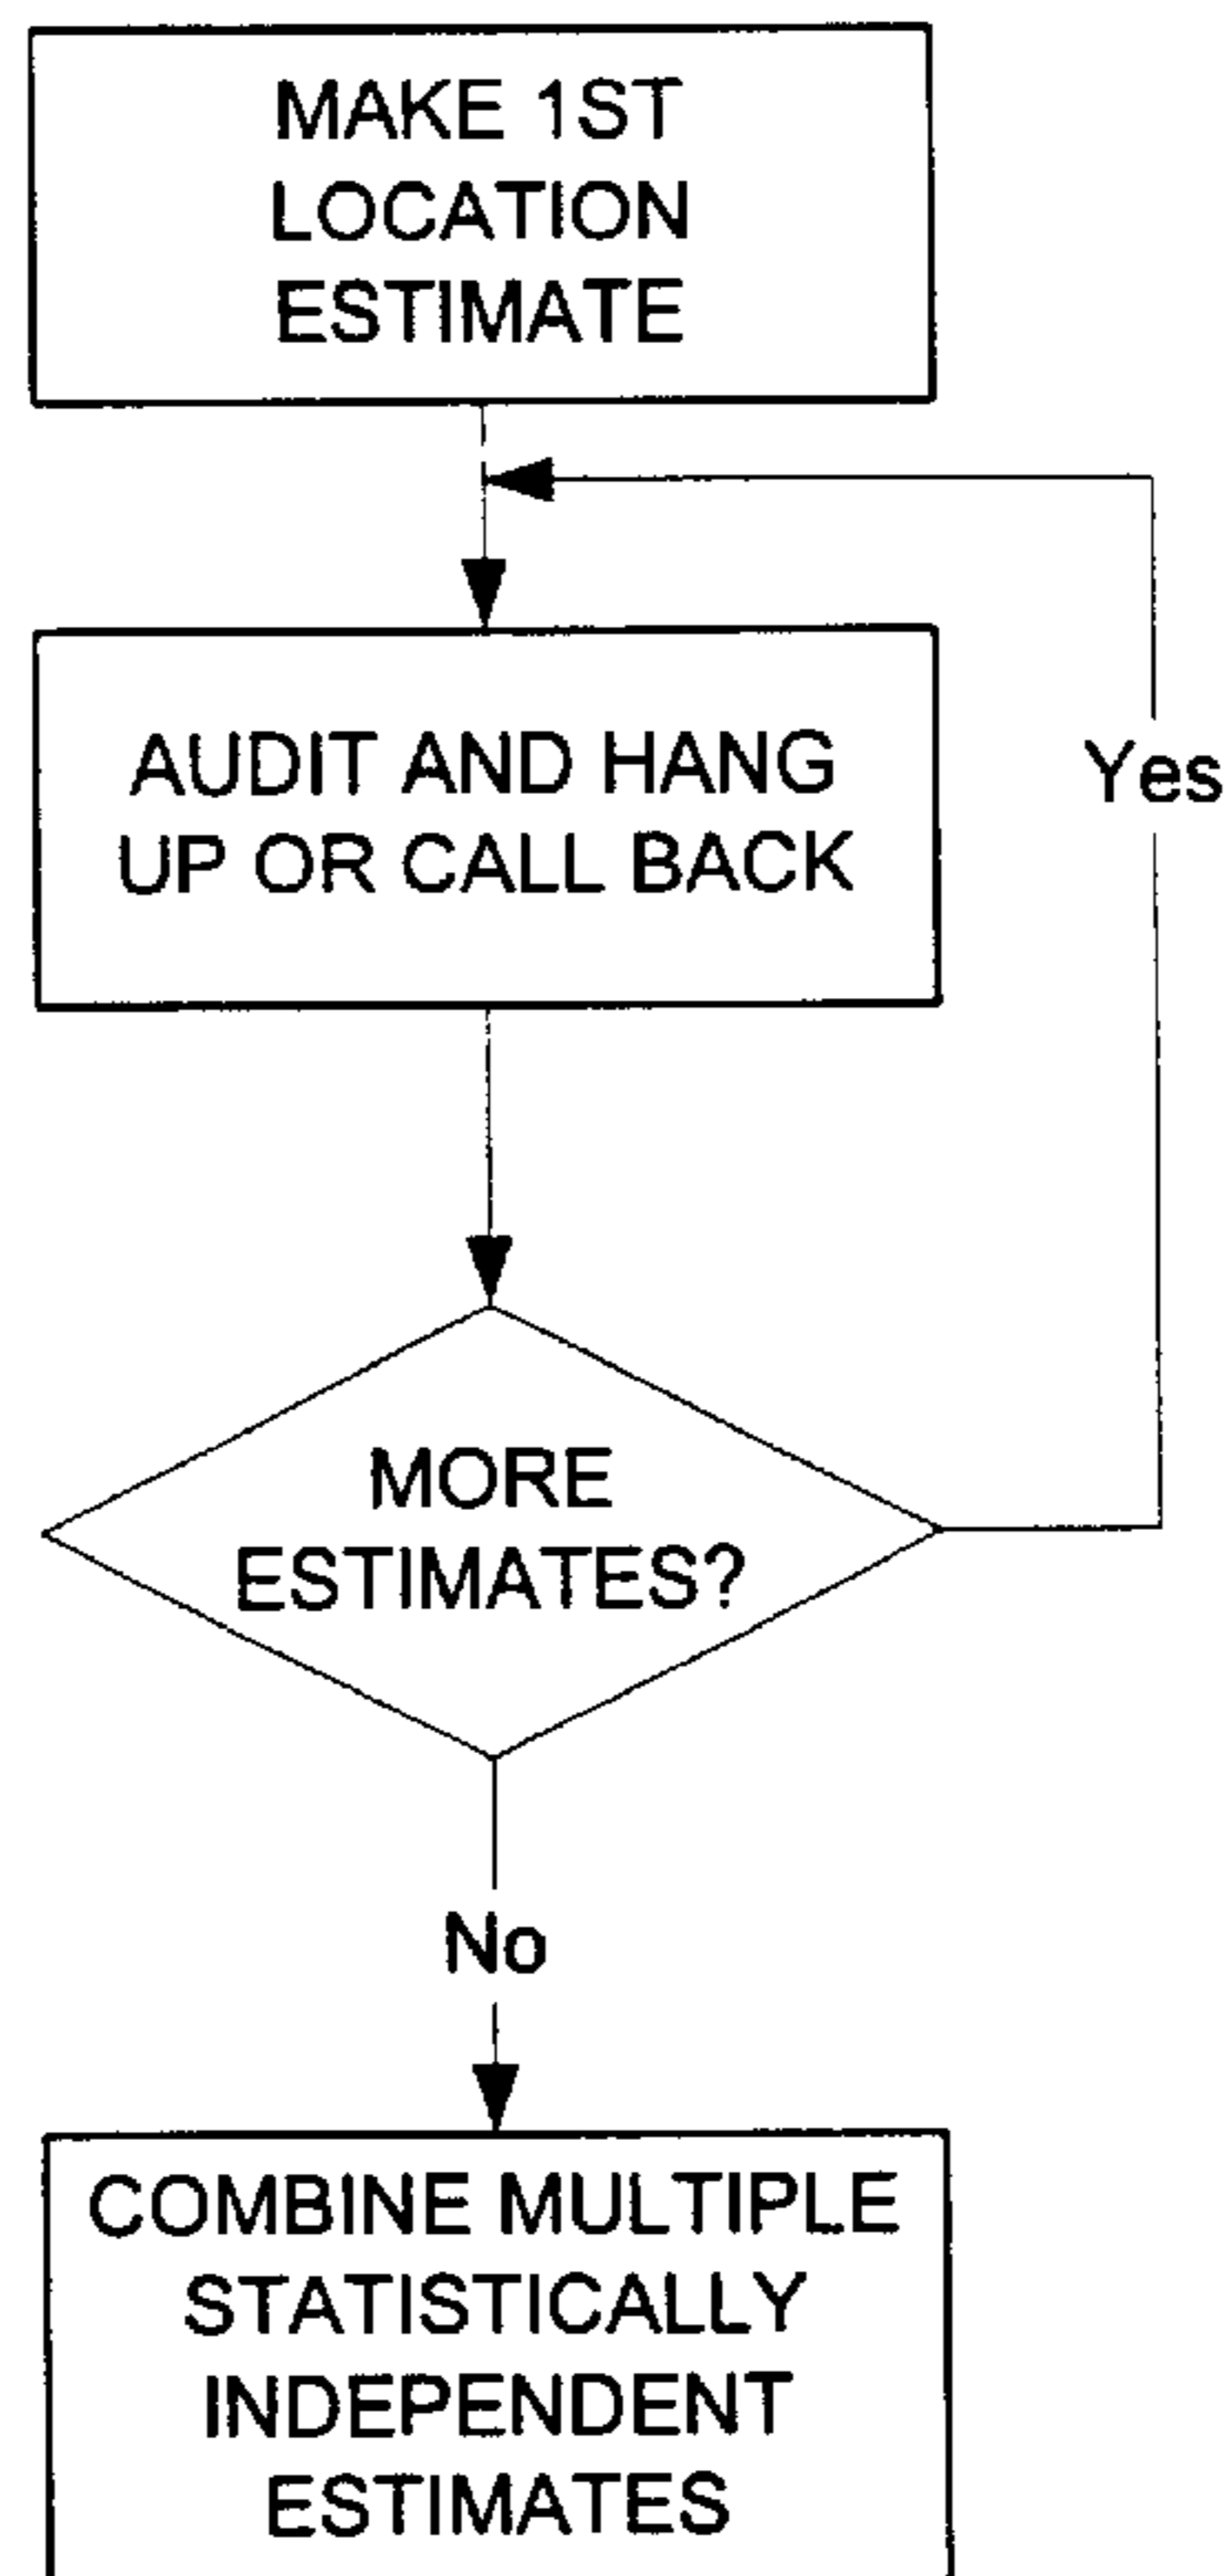 MAKE 1ST
LOCATION
ESTIMATE
AUDIT AND HANG
UP OR CALL BACK
Yes
MORE
ESTIMATES?
No
COMBINE MULTIPLE
STATISTICALLY
INDEPENDENT
ESTIMATES